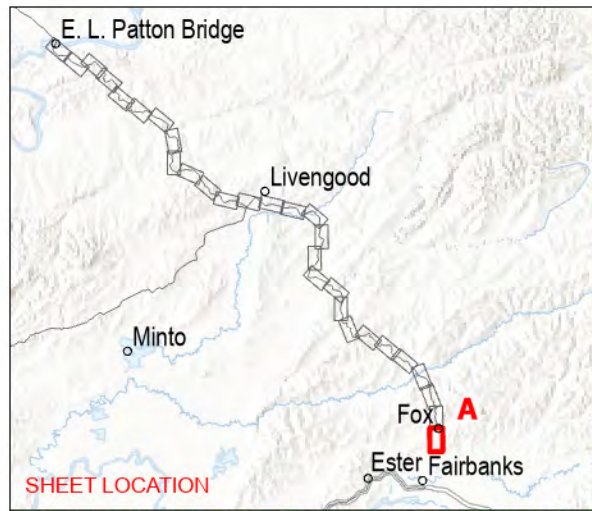 E. L. Patton Bridge
Livengood
Minto
Fox
A
Ester
Fairbanks
SHEET LOCATION